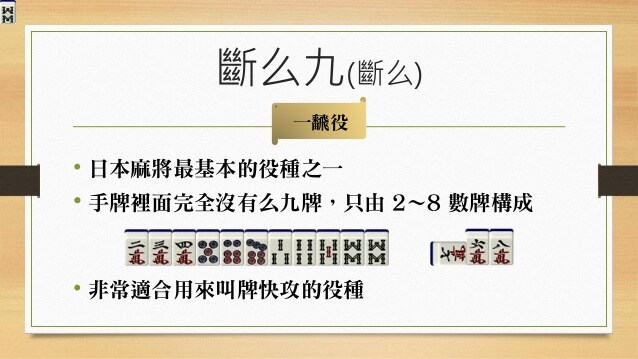 斷么九(斷么)
一飜役
日本麻將最基本的役種之一
手牌裡面完全沒有么九牌，只由 2~8 數牌構成
二萬 三萬 四萬
七萬 六萬 八萬
非常適合用來叫牌快攻的役種